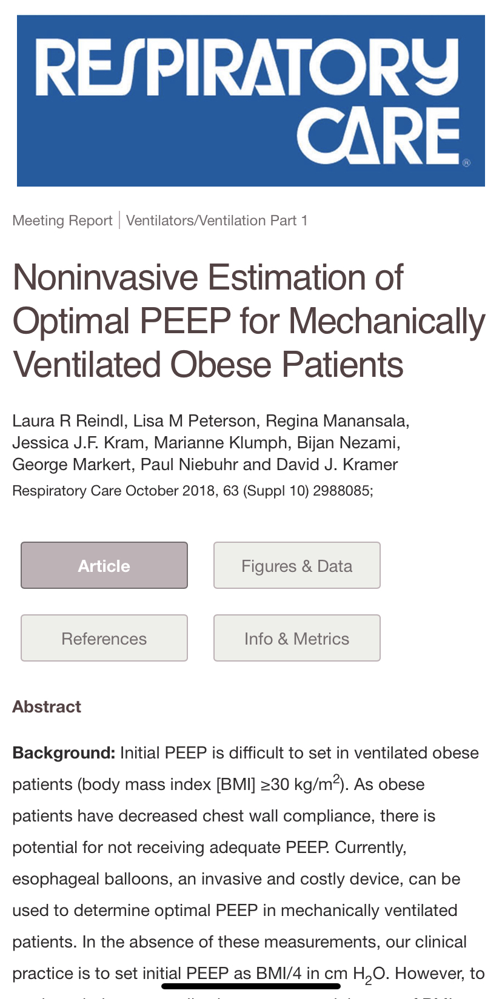 RESPIRATORY
CARE®
Meeting Report | Ventilators/Ventilation Part 1
Noninvasive Estimation of
Optimal PEEP for Mechanically
Ventilated Obese Patients
Laura R Reindl, Lisa M Peterson, Regina Manansala,
Jessica J.F. Kram, Marianne Klumph, Bijan Nezami,
George Markert, Paul Niebuhr and David J. Kramer
Respiratory Care October 2018, 63 (Suppl 10) 2988085;
Article
Figures & Data
References
Info & Metrics
Abstract
Background: Initial PEEP is difficult to set in ventilated obese
patients (body mass index [BMI] ≥30 kg/m²). As obese
patients have decreased chest wall compliance, there is
potential for not receiving adequate PEEP. Currently,
esophageal balloons, an invasive and costly device, can be
used to determine optimal PEEP in mechanically ventilated
patients. In the absence of these measurements, our clinical
practice is to set initial PEEP as BMI/4 in cm H₂O. However, to